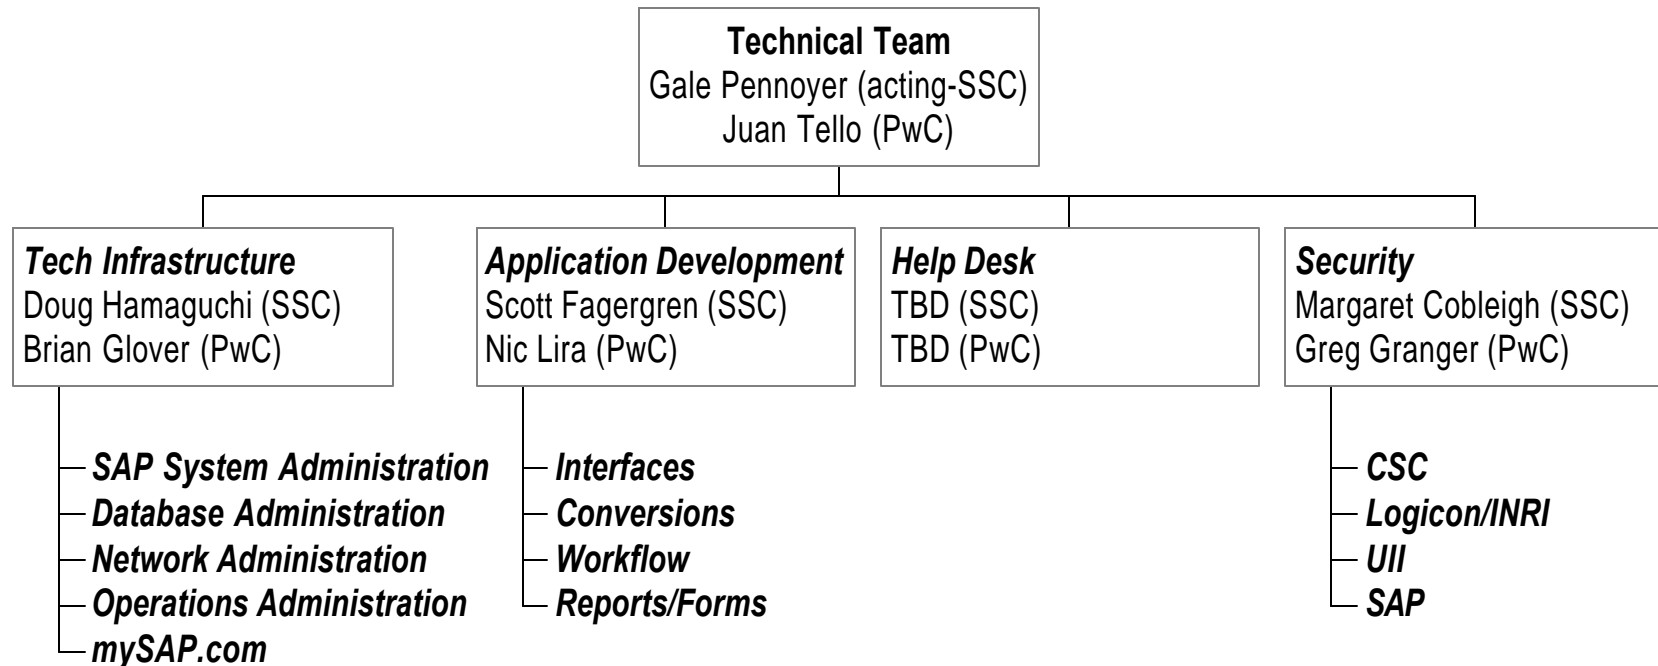 Technical Team
Gale Pennoyer (acting-SSC)
Juan Tello (PwC)
Tech Infrastructure
Doug Hamaguchi (SSC)
Brian Glover (PwC)
SAP System Administration
Database Administration
Network Administration
Operations Administration
mySAP.com
Application Development
Scott Fagergren (SSC)
Nic Lira (PwC)
Interfaces
Conversions
Workflow
Reports/Forms
Help Desk
TBD (SSC)
TBD (PwC)
Security
Margaret Cobleigh (SSC)
Greg Granger (PwC)
CSC
Logicon/INRI
UII
SAP